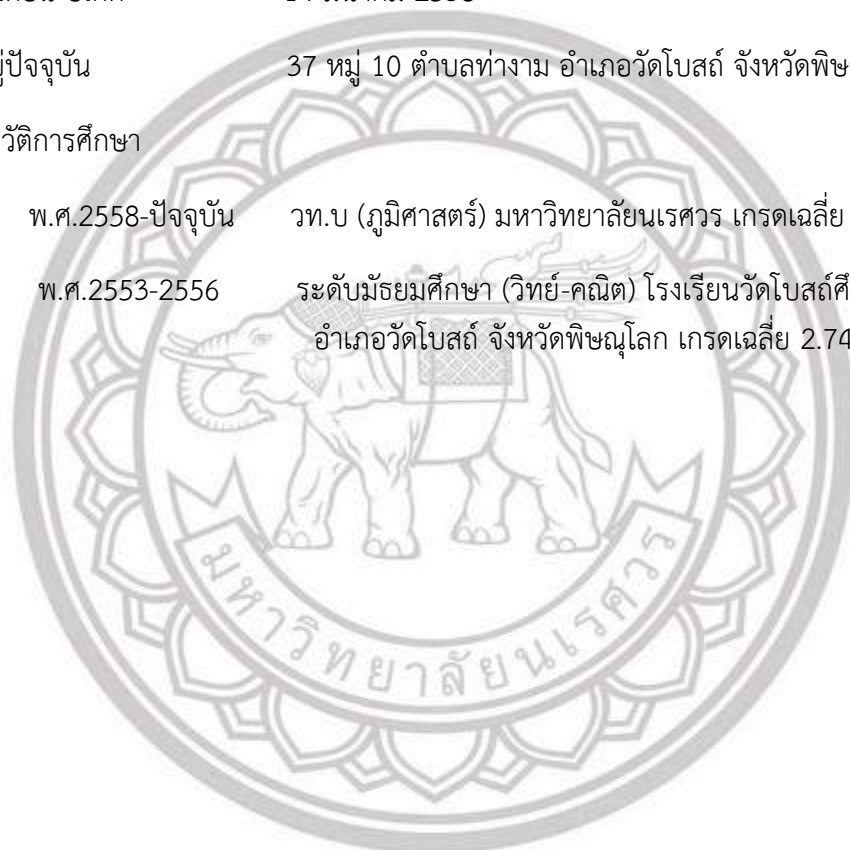 ปัจจุบัน 37 หมู่ 10 ตำบลท่างาม อำเภอวัดโบสถ์ จังหวัด
วัติการศึกษา
พ.ศ.2558-ปัจจุบัน วท.บ (ภูมิศาสตร์) มหาวิทยาลัยนเรศวร เกรดเฉลี่ย
พ.ศ.2553-2556 ระดับมัธยมศึกษา (วิทย์-คณิต) โรงเรียนวัดโบสถ์ศึ
อำเภอวัดโบสถ์ จังหวัดพิษณุโลก เกรดเฉลี่ย 2.74
มหาวิทยาลัยนเรศวร